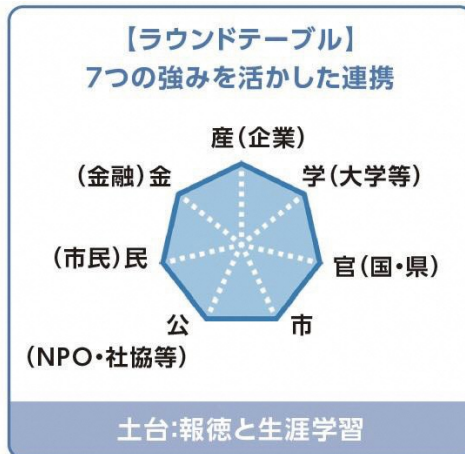 【ラウンドテーブル】
7つの強みを活かした連携
産(企業)
(金融)金
学(大学等)
(市民)民
官(国・県)
公
市
(NPO・社協等)
土台:報徳と生涯学習